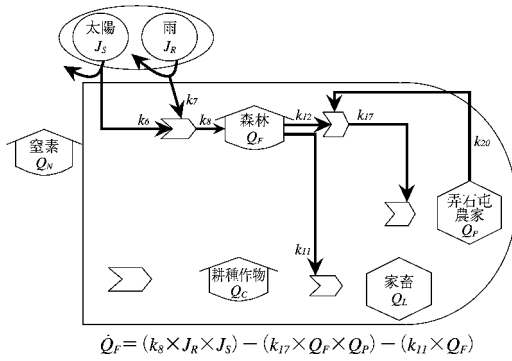 太陽
J_S
雨
J_R
k_7
k_6
k_8
森林
Q_F
k_12
k_17
k_20
窒素
Q_N
弄石屯
農家
Q_P
k_11
耕種作物
Q_C
家畜
Q_L
Q̇_F = (k_8×J_R×J_S) − (k_17×Q_F×Q_P) − (k_11×Q_F)